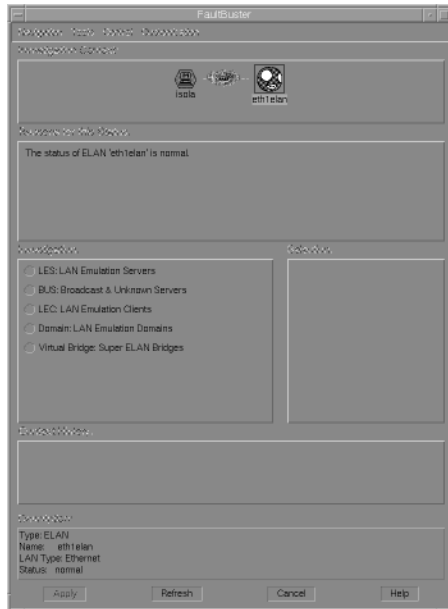 FaultBuster
isola
eth1elan
The status of ELAN 'eth1elan' is normal.
LES: LAN Emulation Servers
BUS: Broadcast & Unknown Servers
LEC: LAN Emulation Clients
Domain: LAN Emulation Domains
Virtual Bridge: Super ELAN Bridges
Type: ELAN
Name: eth1elan
LAN Type: Ethernet
Status: normal
Apply Refresh Cancel Help